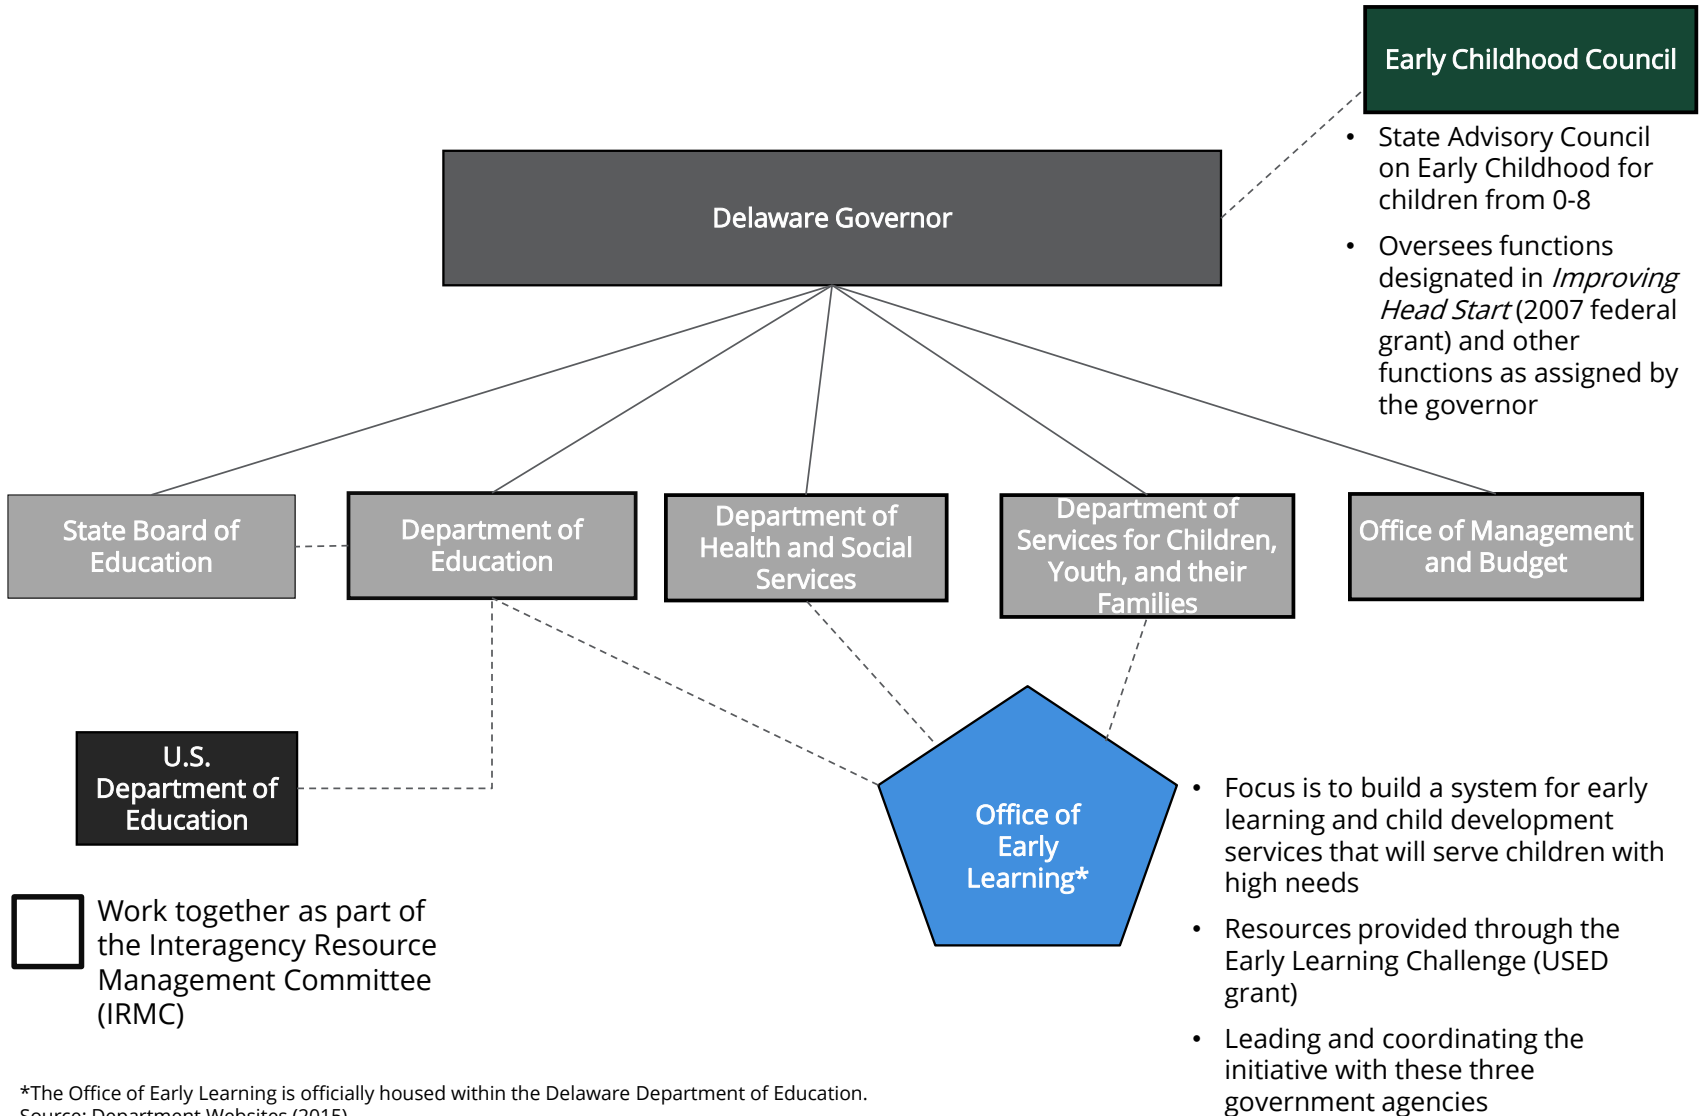 Early Childhood Council
• State Advisory Council
on Early Childhood for
children from 0-8
• Oversees functions
designated in Improving
Head Start (2007 federal
grant) and other
functions as assigned by
the governor
Delaware Governor
State Board of
Education
Department of
Education
Department of
Health and Social
Services
Department of
Services for Children,
Youth, and their
Families
Office of Management
and Budget
U.S.
Department of
Education
Office of
Early
Learning*
• Focus is to build a system for early
learning and child development
services that will serve children with
high needs
• Resources provided through the
Early Learning Challenge (USED
grant)
• Leading and coordinating the
initiative with these three
government agencies
Work together as part of
the Interagency Resource
Management Committee
(IRMC)
*The Office of Early Learning is officially housed within the Delaware Department of Education.
Source: Department Websites (2015)